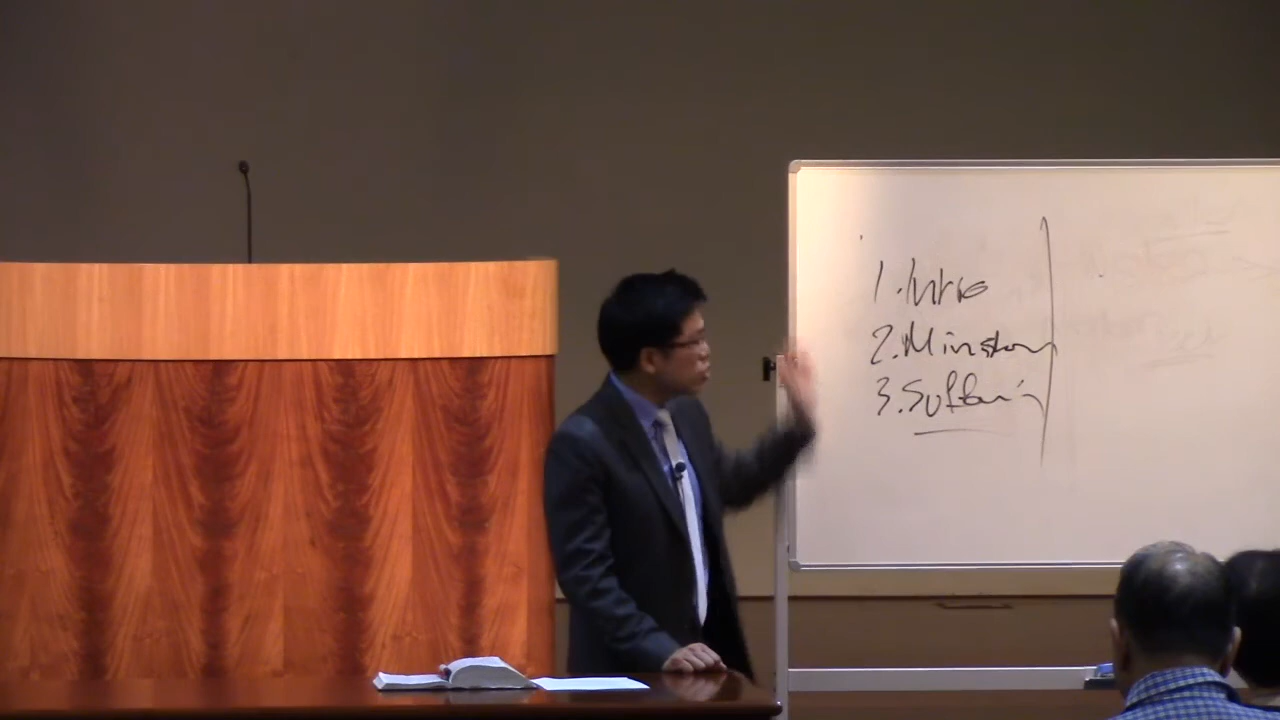 1. Intro
2. Ministry
3. Suffering